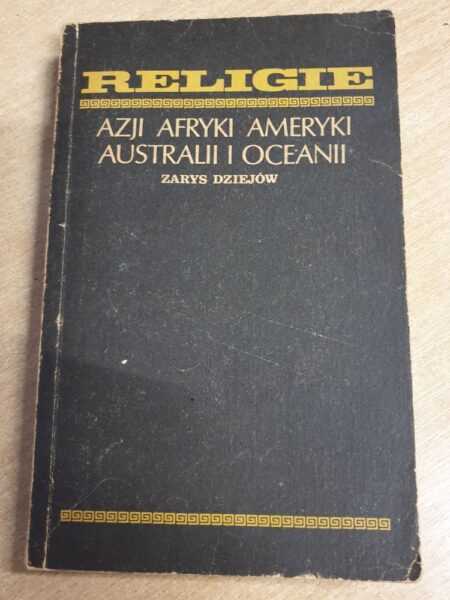 RELIGIE
AZJI AFRYKI AMERYKI
AUSTRALII I OCEANII
ZARYS DZIEJÓW